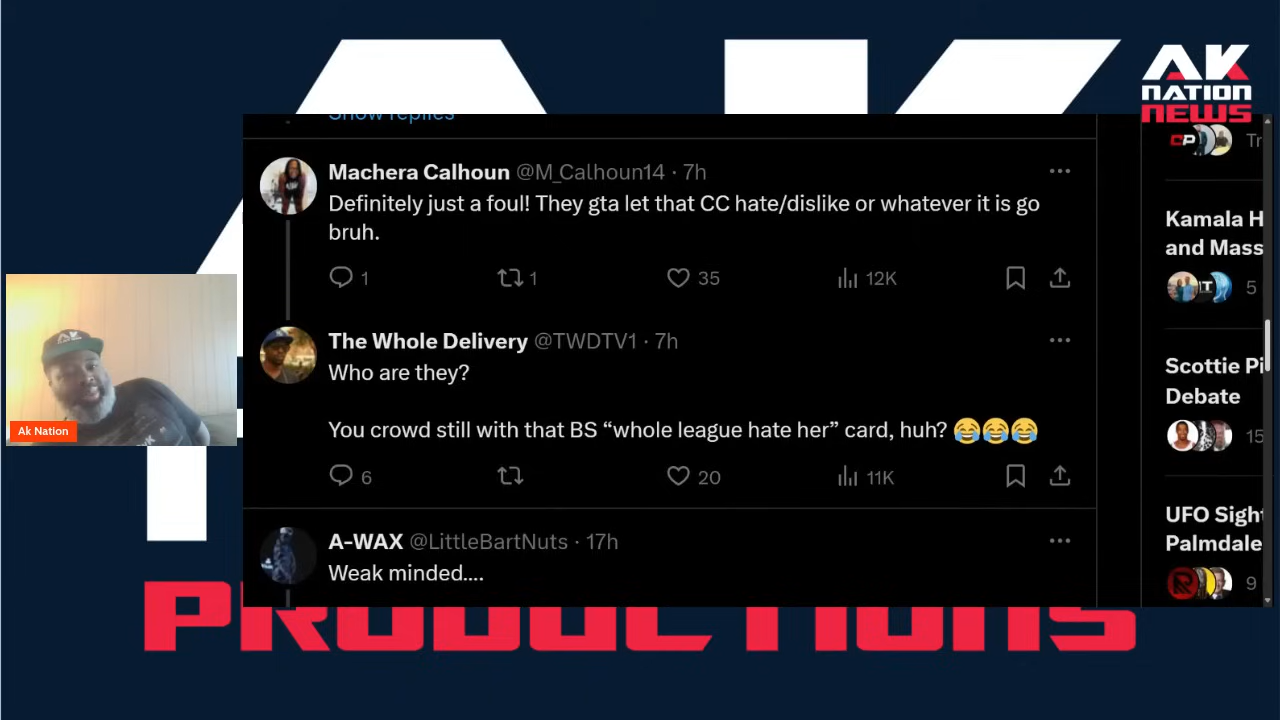 AK
NATION
NEWS
Show replies
Machera Calhoun @M_Calhoun14 · 7h
Definitely just a foul! They gta let that CC hate/dislike or whatever it is go
bruh.
1 1 35 12K
The Whole Delivery @TWDTV1 · 7h
Who are they?
You crowd still with that BS “whole league hate her” card, huh? 😂😂😂
6 20 11K
A-WAX @LittleBartNuts · 17h
Weak minded....
Ak Nation
CP
Tr
Kamala H
and Mass
5
Scottie Pi
Debate
15
UFO Sigh
Palmdale
9
PRODUCTIONS